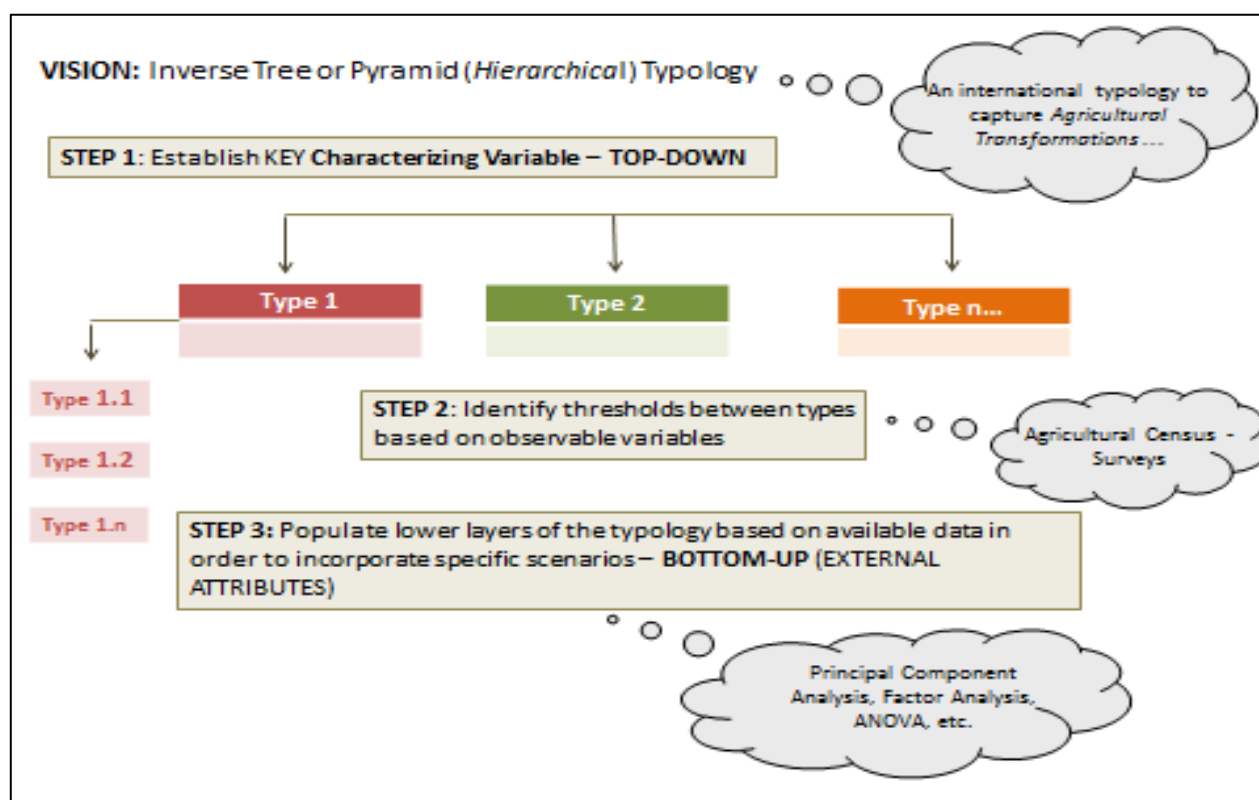 VISION: Inverse Tree or Pyramid (Hierarchical) Typology
An international typology to
capture Agricultural
Transformations ...
STEP 1: Establish KEY Characterizing Variable – TOP-DOWN
Type 1
Type 2
Type n...
Type 1.1
Type 1.2
Type 1.n
STEP 2: Identify thresholds between types
based on observable variables
Agricultural Census -
Surveys
STEP 3: Populate lower layers of the typology based on available data in
order to incorporate specific scenarios – BOTTOM-UP (EXTERNAL
ATTRIBUTES)
Principal Component
Analysis, Factor Analysis,
ANOVA, etc.